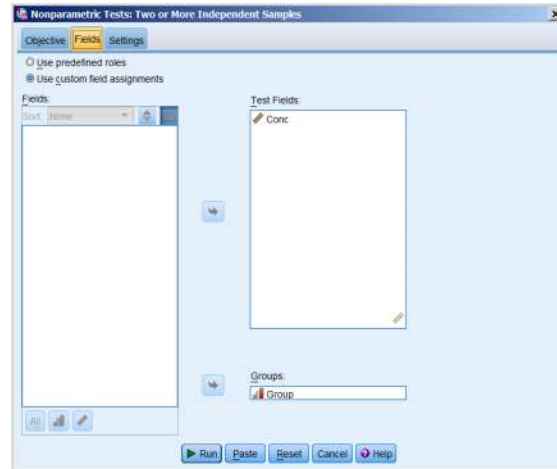 Nonparametric Tests: Two or More Independent Samples
Objective Fields Settings
Use predefined roles
Use custom field assignments
Fields:
Sort: None
Test Fields:
Conc
Groups:
Group
All
Run Paste Reset Cancel Help